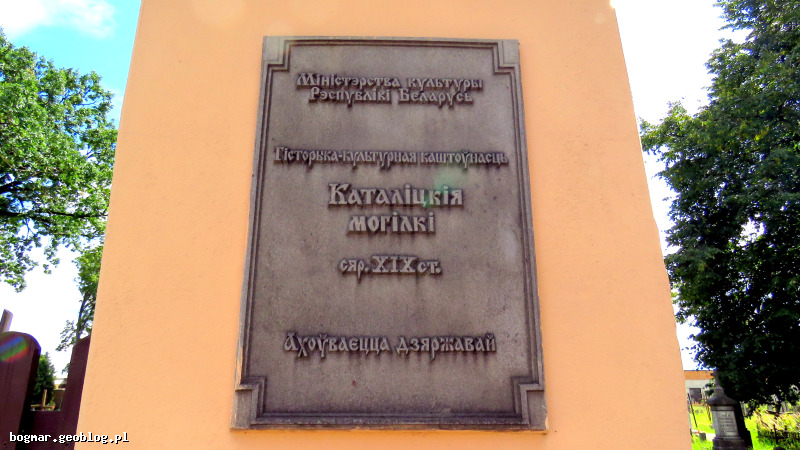 Міністэрства культуры
Рэспублікі Беларусь
Гісторыка-культурная каштоўнасць
Каталіцкія
могілкі
сяр. XIX ст.
Ахоўваецца дзяржавай
bogmar.geoblog.pl